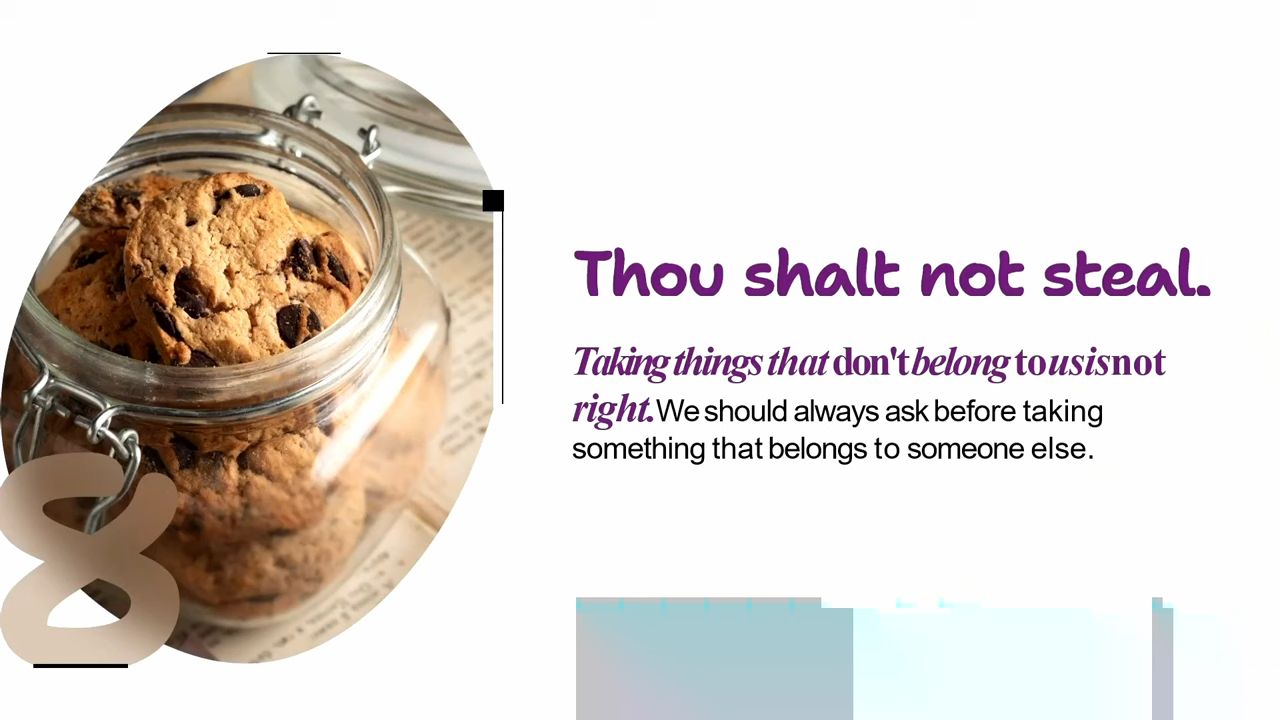 Thou shalt not steal.
Taking things that don't belong to us is not
right. We should always ask before taking
something that belongs to someone else.
8